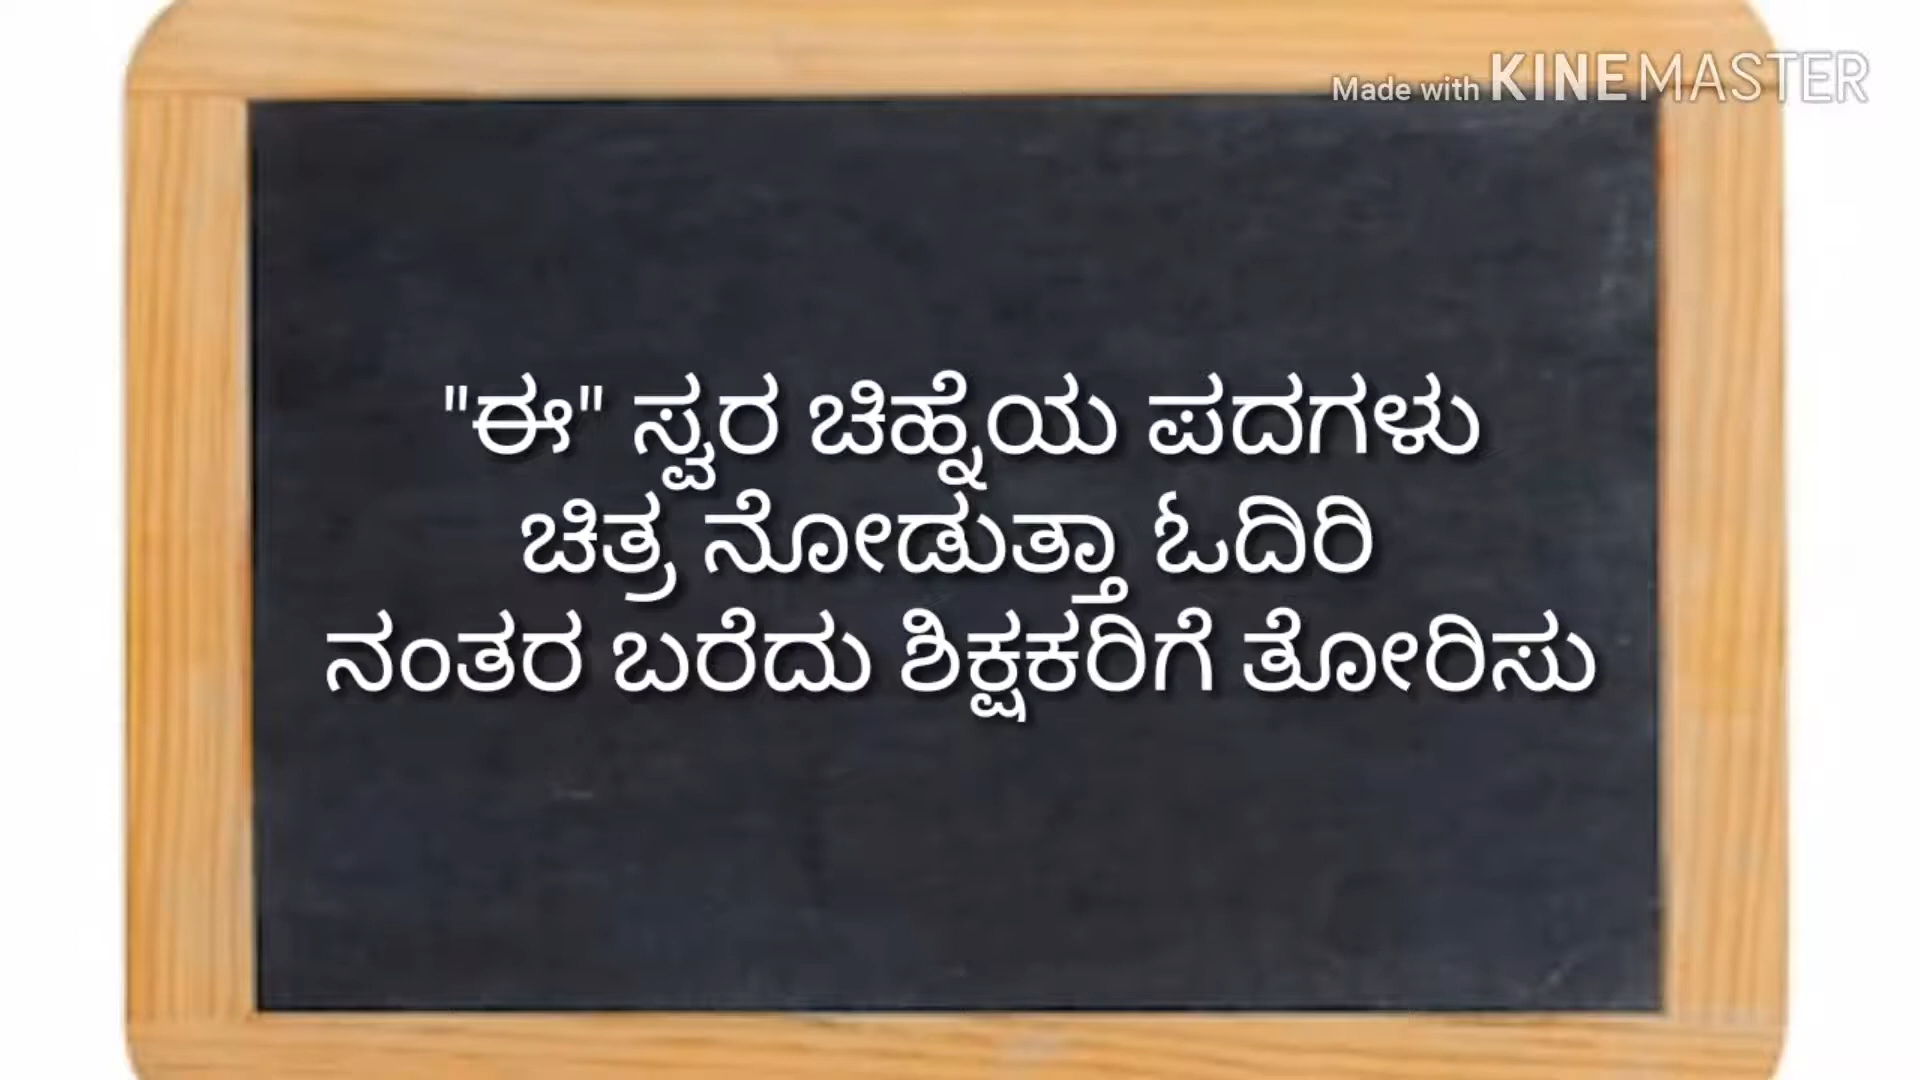 Made with KINEMASTER
"ಈ" ಸ್ವರ ಚಿಹ್ನೆಯ ಪದಗಳು
ಚಿತ್ರ ನೋಡುತ್ತಾ ಓದಿರಿ
ನಂತರ ಬರೆದು ಶಿಕ್ಷಕರಿಗೆ ತೋರಿಸು